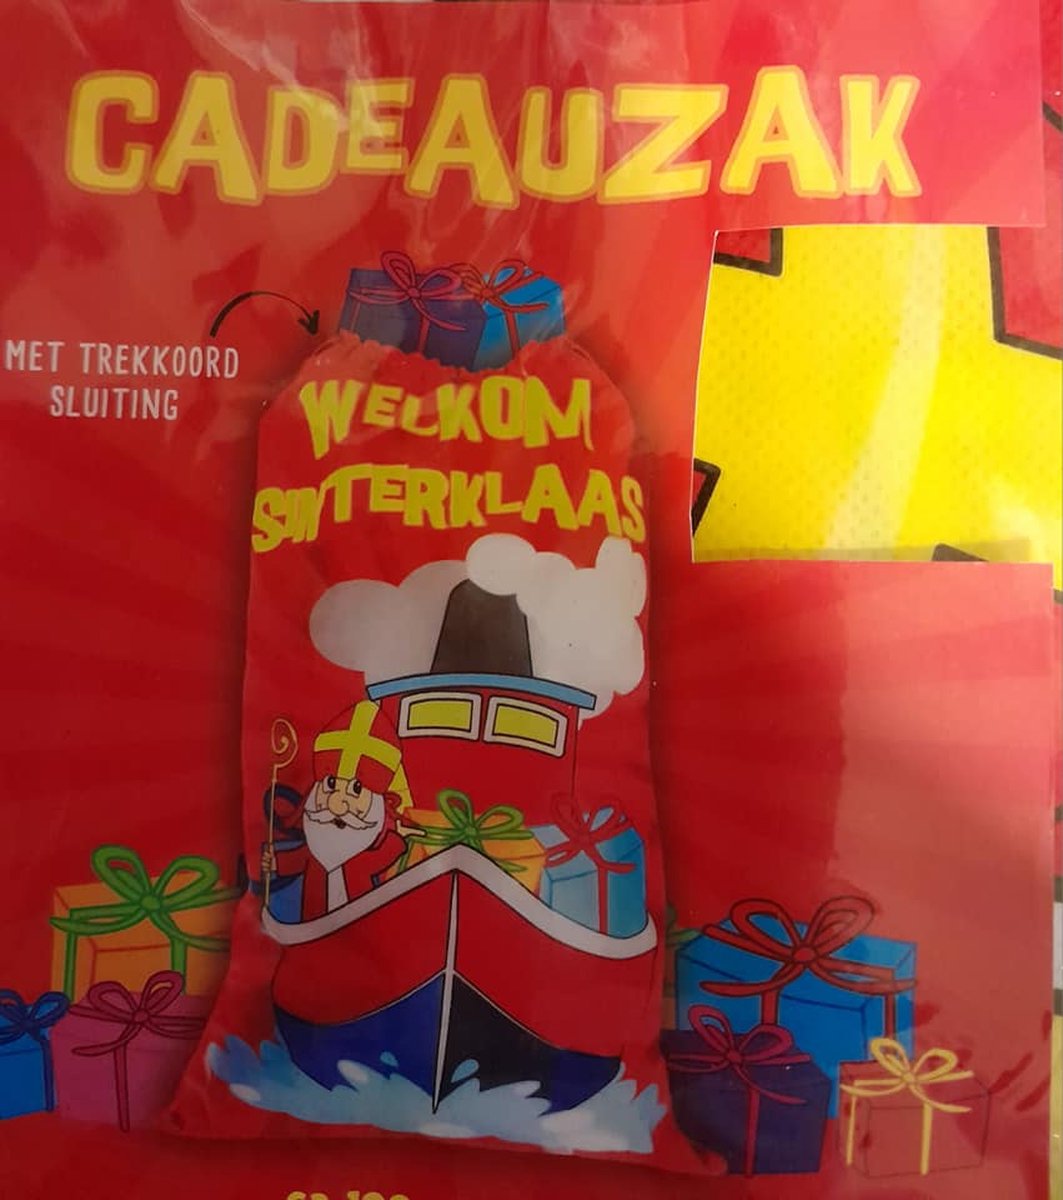 CADEAUZAK
MET TREKKOORD
SLUITING
WELKOM
SINTERKLAAS